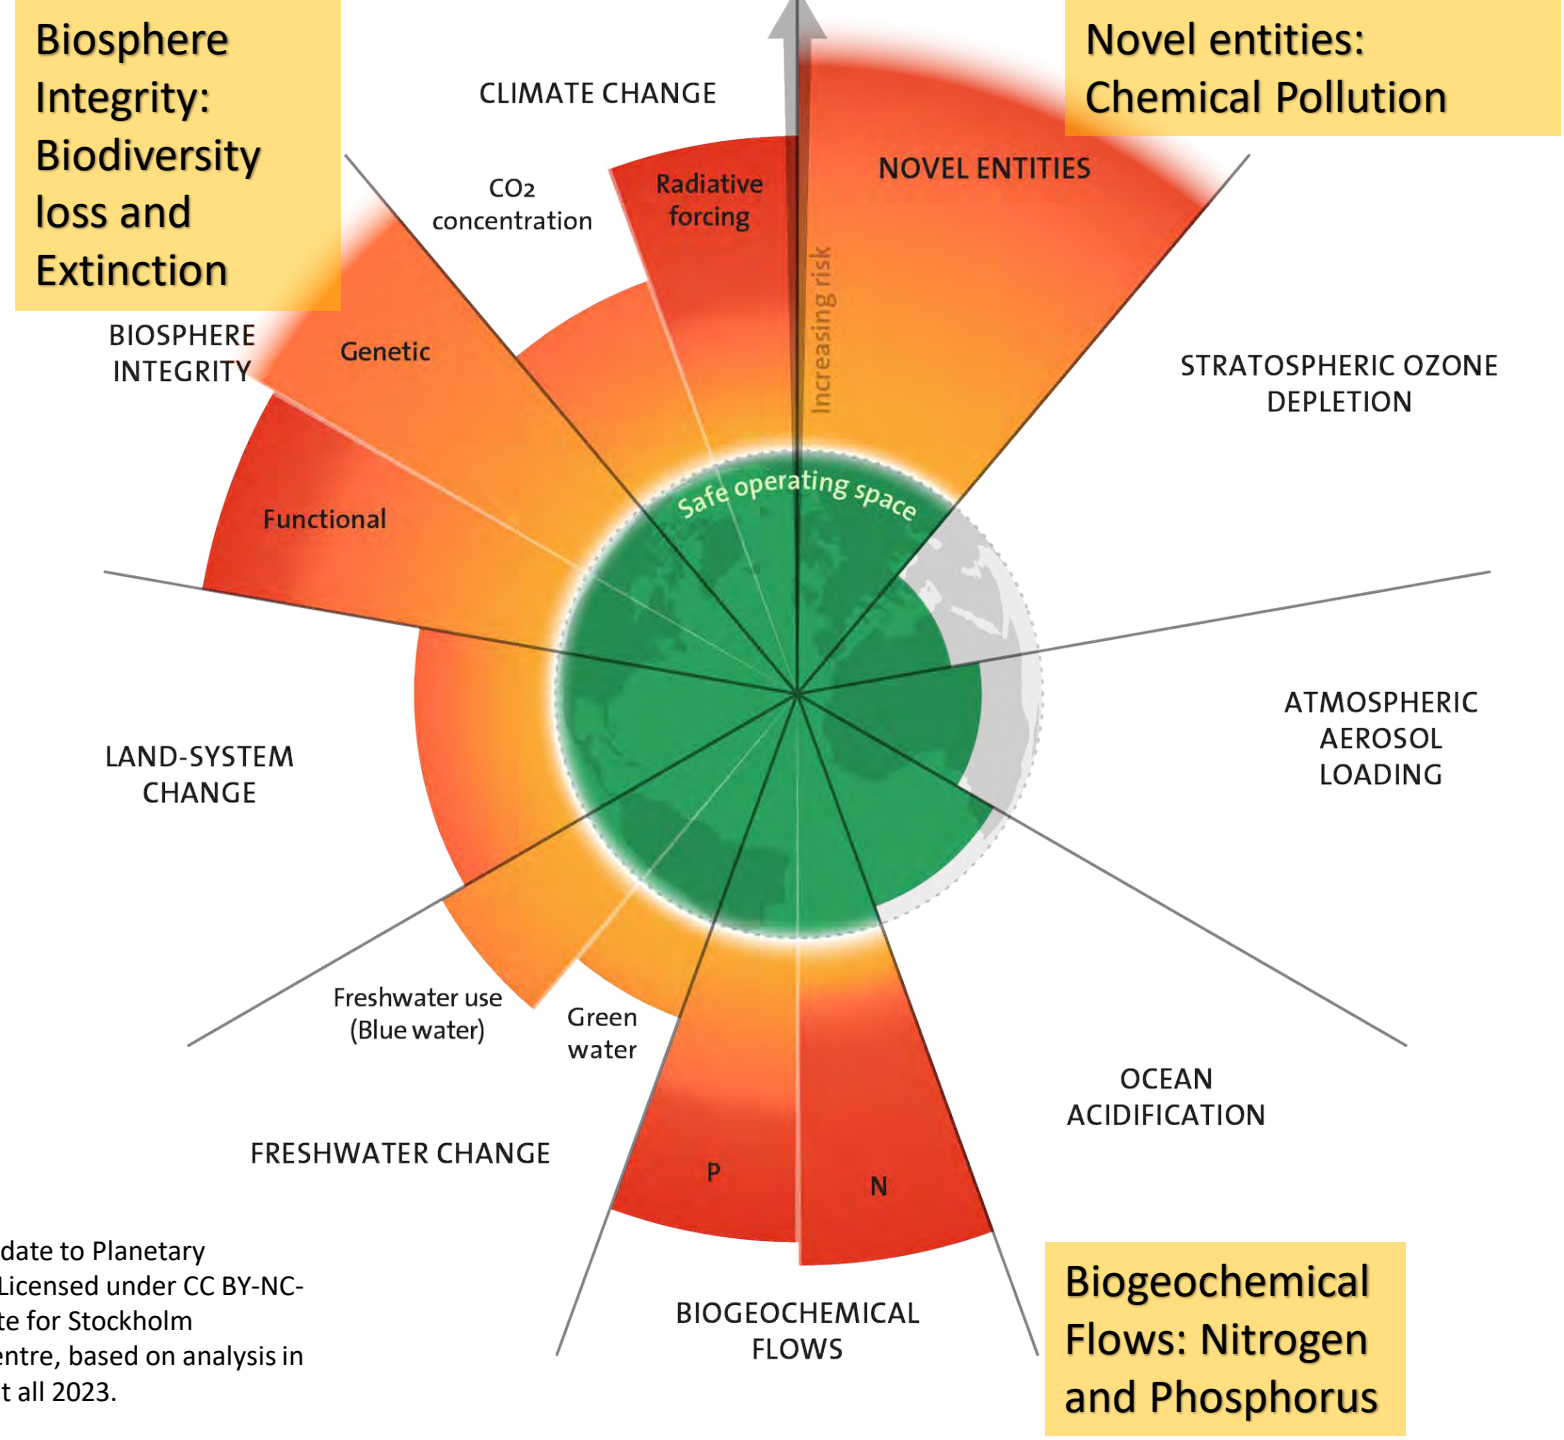 Biosphere
Integrity:
Biodiversity
loss and
Extinction
Novel entities:
Chemical Pollution
CLIMATE CHANGE
CO2
concentration
Radiative
forcing
NOVEL ENTITIES
Increasing risk
BIOSPHERE
INTEGRITY
Genetic
Functional
STRATOSPHERIC OZONE
DEPLETION
Safe operating space
ATMOSPHERIC
AEROSOL
LOADING
LAND-SYSTEM
CHANGE
Freshwater use
(Blue water)
Green
water
OCEAN
ACIDIFICATION
FRESHWATER CHANGE
P
N
BIOGEOCHEMICAL
FLOWS
Biogeochemical
Flows: Nitrogen
and Phosphorus
date to Planetary
Licensed under CC BY-NC-
te for Stockholm
entre, based on analysis in
t all 2023.